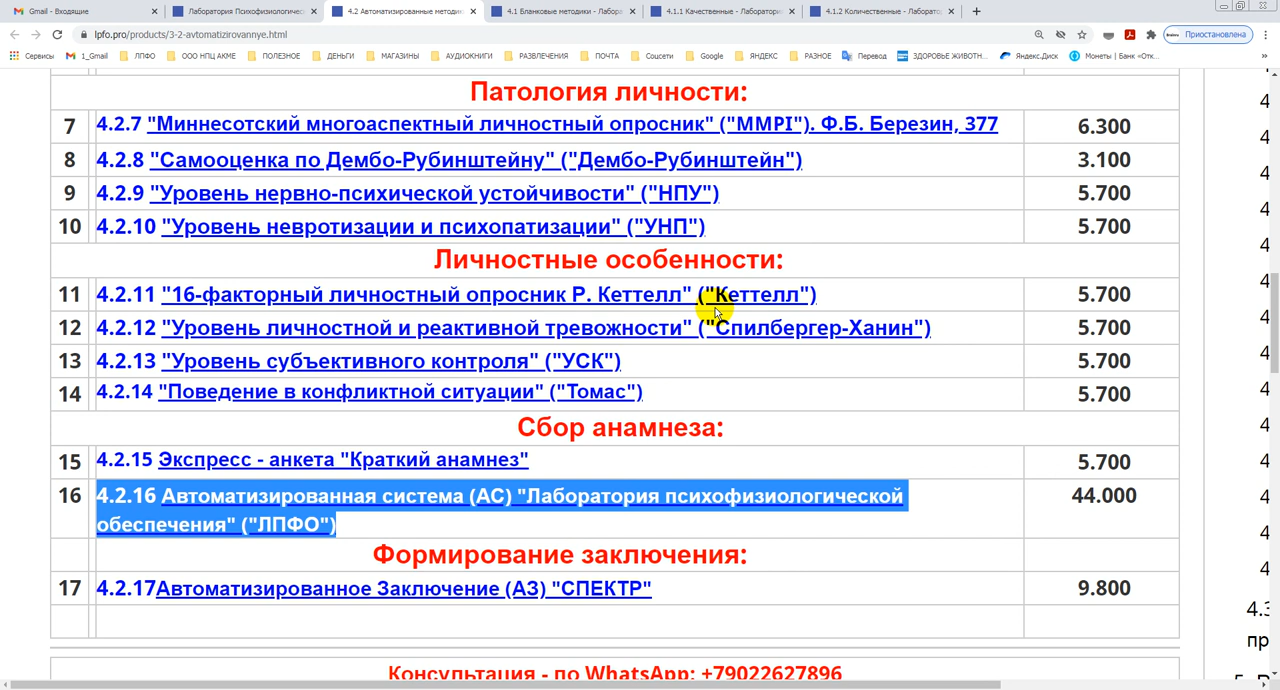 Gmail - Входящие
Лаборатория Психофизиологичес
4.2 Автоматизированные методик
4.1 Бланковые методики - Лабора
4.1.1 Качественные - Лаборатори
4.1.2 Количественные - Лаборатo
lpfo.pro/products/3-2-avtomatizirovannye.html
Приостановлена
Сервисы
1_Gmail
ЛПФО
ООО НПЦ АКМЕ
ПОЛЕЗНОЕ
ДЕНЬГИ
МАГАЗИНЫ
АУДИОКНИГИ
РАЗВЛЕЧЕНИЯ
ПОЧТА
Соцсети
Google
ЯНДЕКС
РАЗНОЕ
Перевод
ЗДОРОВЬЕ ЖИВОТН...
Яндекс.Диск
Монеты | Банк «Отк...
Патология личности:
7 4.2.7 "Миннесотский многоаспектный личностный опросник" ("MMPI"). Ф.Б. Березин, 377 6.300
8 4.2.8 "Самооценка по Дембо-Рубинштейну" ("Дембо-Рубинштейн") 3.100
9 4.2.9 "Уровень нервно-психической устойчивости" ("НПУ") 5.700
10 4.2.10 "Уровень невротизации и психопатизации" ("УНП") 5.700
Личностные особенности:
11 4.2.11 "16-факторный личностный опросник Р. Кеттелл" ("Кеттелл") 5.700
12 4.2.12 "Уровень личностной и реактивной тревожности" ("Спилбергер-Ханин") 5.700
13 4.2.13 "Уровень субъективного контроля" ("УСК") 5.700
14 4.2.14 "Поведение в конфликтной ситуации" ("Томас") 5.700
Сбор анамнеза:
15 4.2.15 Экспресс - анкета "Краткий анамнез" 5.700
16 4.2.16 Автоматизированная система (АС) "Лаборатория психофизиологической 44.000
обеспечения" ("ЛПФО")
Формирование заключения:
17 4.2.17Автоматизированное Заключение (АЗ) "СПЕКТР" 9.800
Консультация - по WhatsApp: +79022627896
4.3
пр